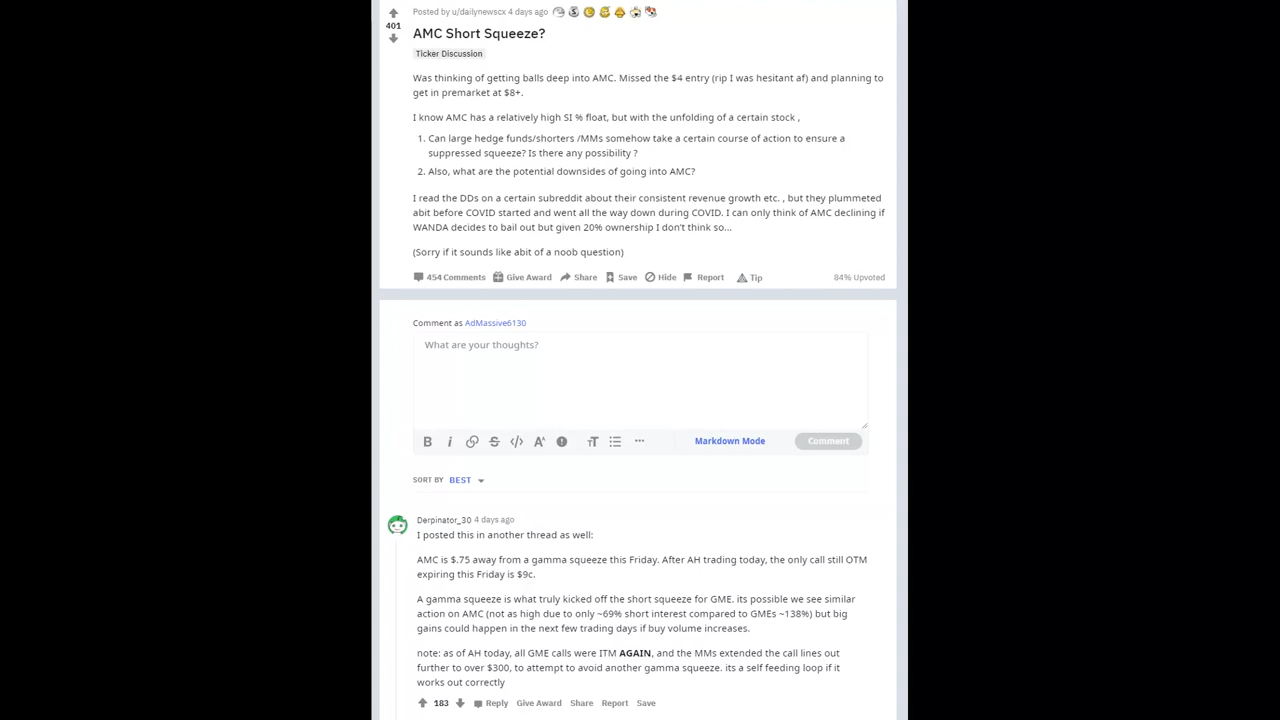 Posted by u/dailynewscx 4 days ago
401
AMC Short Squeeze?
Ticker Discussion
Was thinking of getting balls deep into AMC. Missed the $4 entry (rip I was hesitant af) and planning to
get in premarket at $8+.
I know AMC has a relatively high SI % float, but with the unfolding of a certain stock ,
1. Can large hedge funds/shorters /MMs somehow take a certain course of action to ensure a
suppressed squeeze? Is there any possibility ?
2. Also, what are the potential downsides of going into AMC?
I read the DDs on a certain subreddit about their consistent revenue growth etc. , but they plummeted
abit before COVID started and went all the way down during COVID. I can only think of AMC declining if
WANDA decides to bail out but given 20% ownership I don't think so...
(Sorry if it sounds like abit of a noob question)
454 Comments Give Award Share Save Hide Report Tip 84% Upvoted
Comment as AdMassive6130
What are your thoughts?
B i S </> A T Markdown Mode Comment
SORT BY BEST
Derpinator_30 4 days ago
I posted this in another thread as well:
AMC is $.75 away from a gamma squeeze this Friday. After AH trading today, the only call still OTM
expiring this Friday is $9c.
A gamma squeeze is what truly kicked off the short squeeze for GME. its possible we see similar
action on AMC (not as high due to only ~69% short interest compared to GMEs ~138%) but big
gains could happen in the next few trading days if buy volume increases.
note: as of AH today, all GME calls were ITM AGAIN, and the MMs extended the call lines out
further to over $300, to attempt to avoid another gamma squeeze. its a self feeding loop if it
works out correctly
183 Reply Give Award Share Report Save